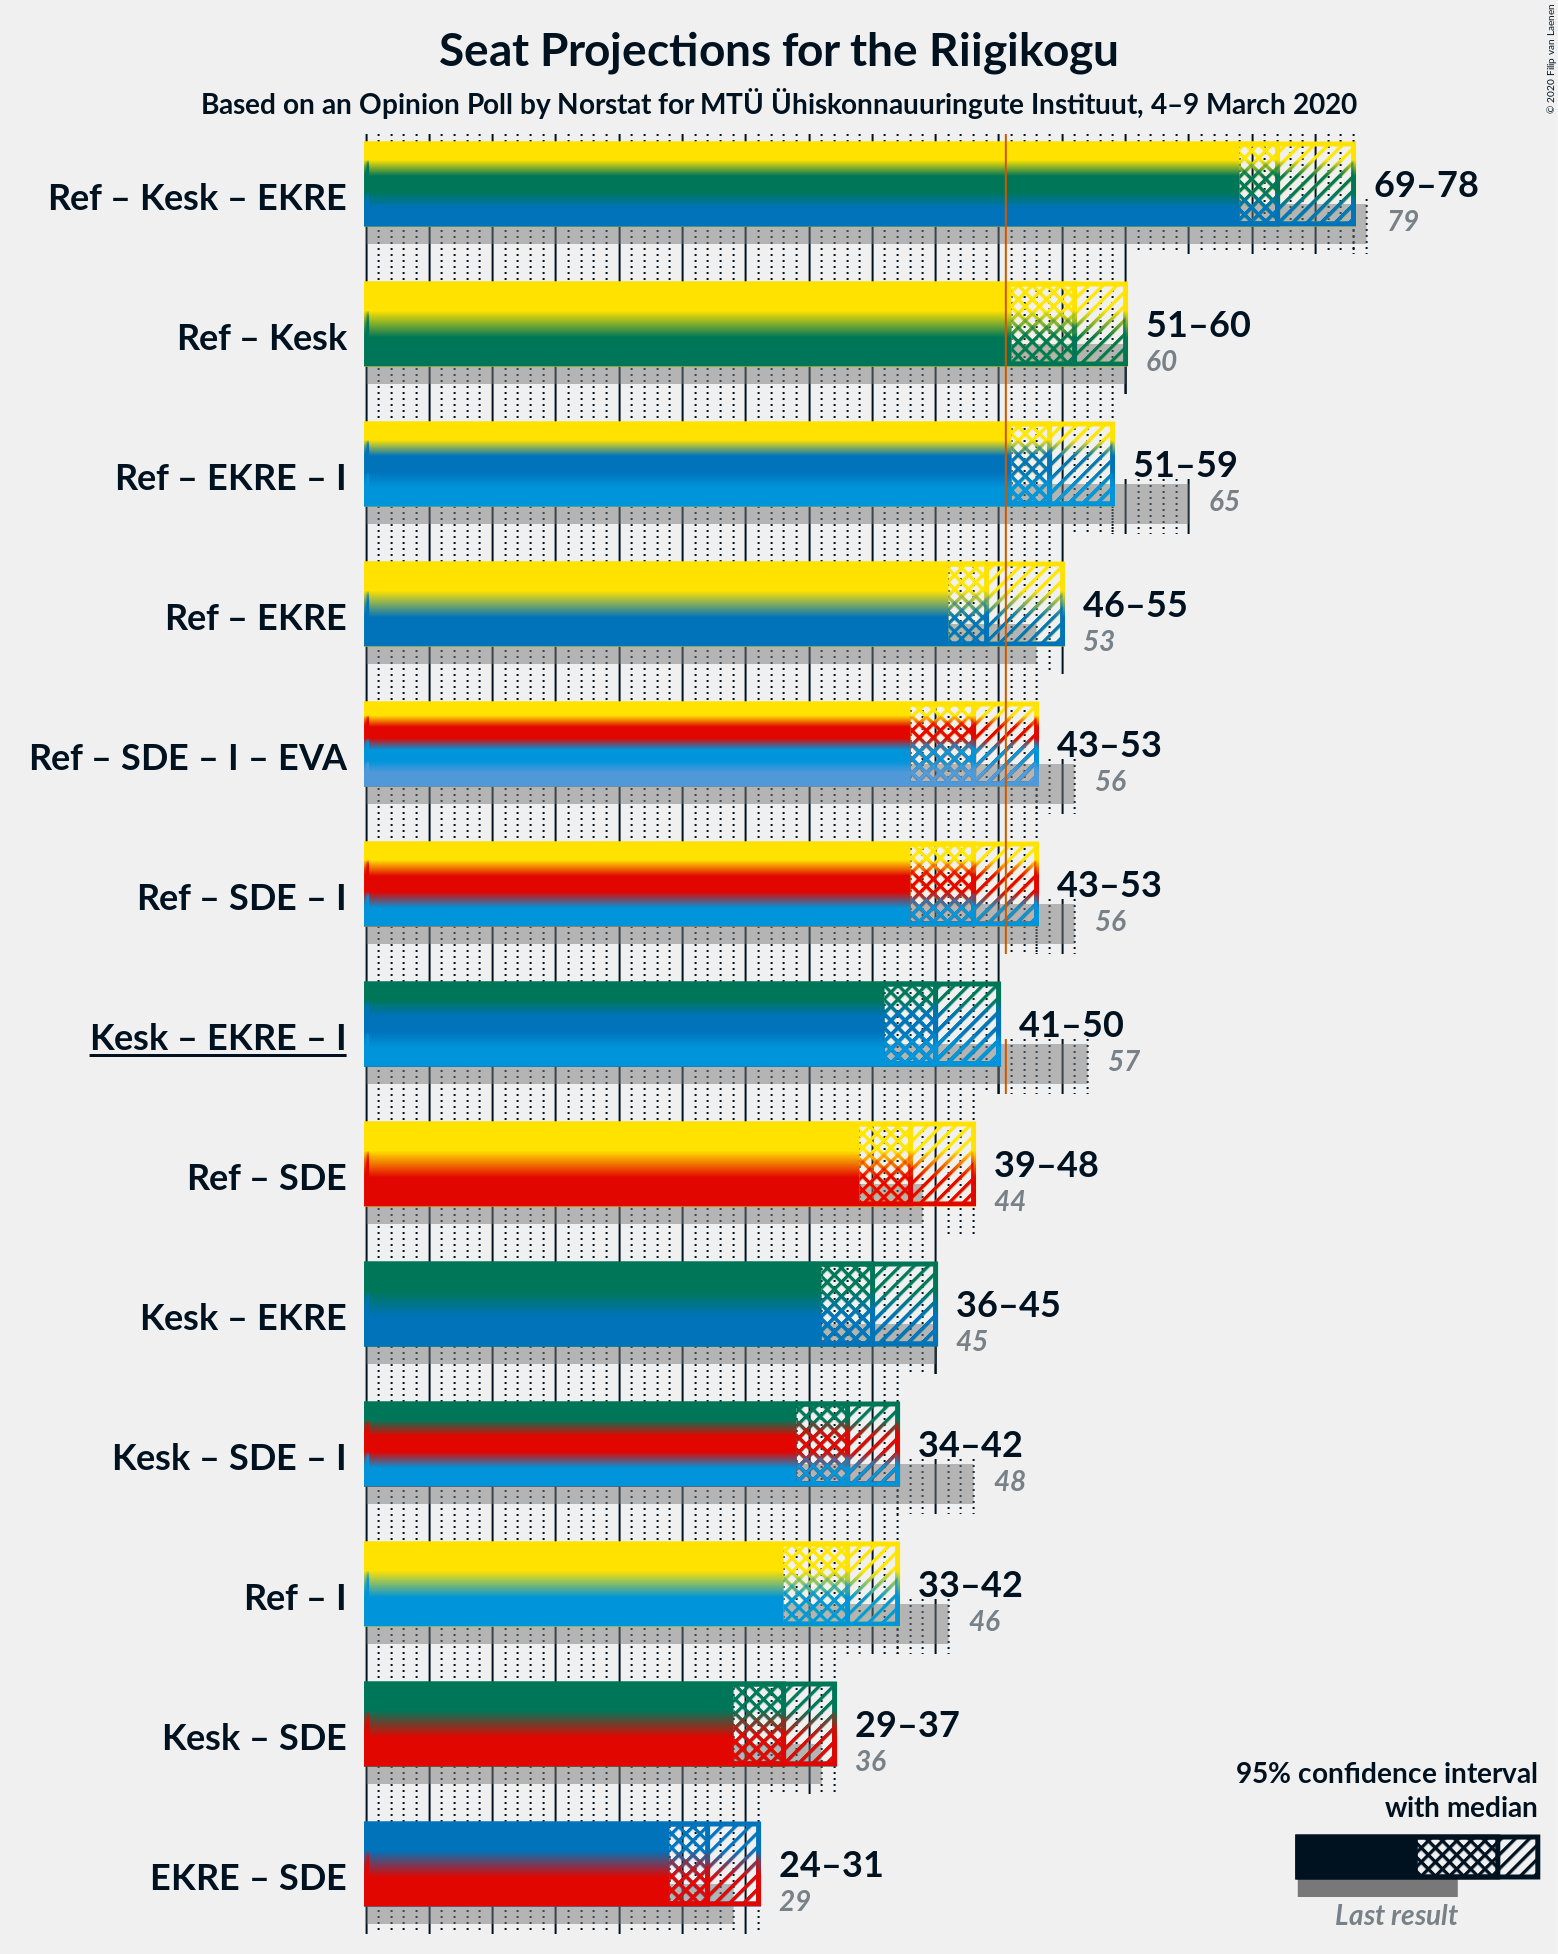 Seat Projections for the Riigikogu
Based on an Opinion Poll by Norstat for MTÜ Ühiskonnauuringute Instituut, 4–9 March 2020
© 2020 Filip van Laenen
Ref – Kesk – EKRE
69–78
79
Ref – Kesk
51–60
60
Ref – EKRE – I
51–59
65
Ref – EKRE
46–55
53
Ref – SDE – I – EVA
43–53
56
Ref – SDE – I
43–53
56
Kesk – EKRE – I
41–50
57
Ref – SDE
39–48
44
Kesk – EKRE
36–45
45
Kesk – SDE – I
34–42
48
Ref – I
33–42
46
Kesk – SDE
29–37
36
EKRE – SDE
24–31
29
95% confidence interval
with median
Last result